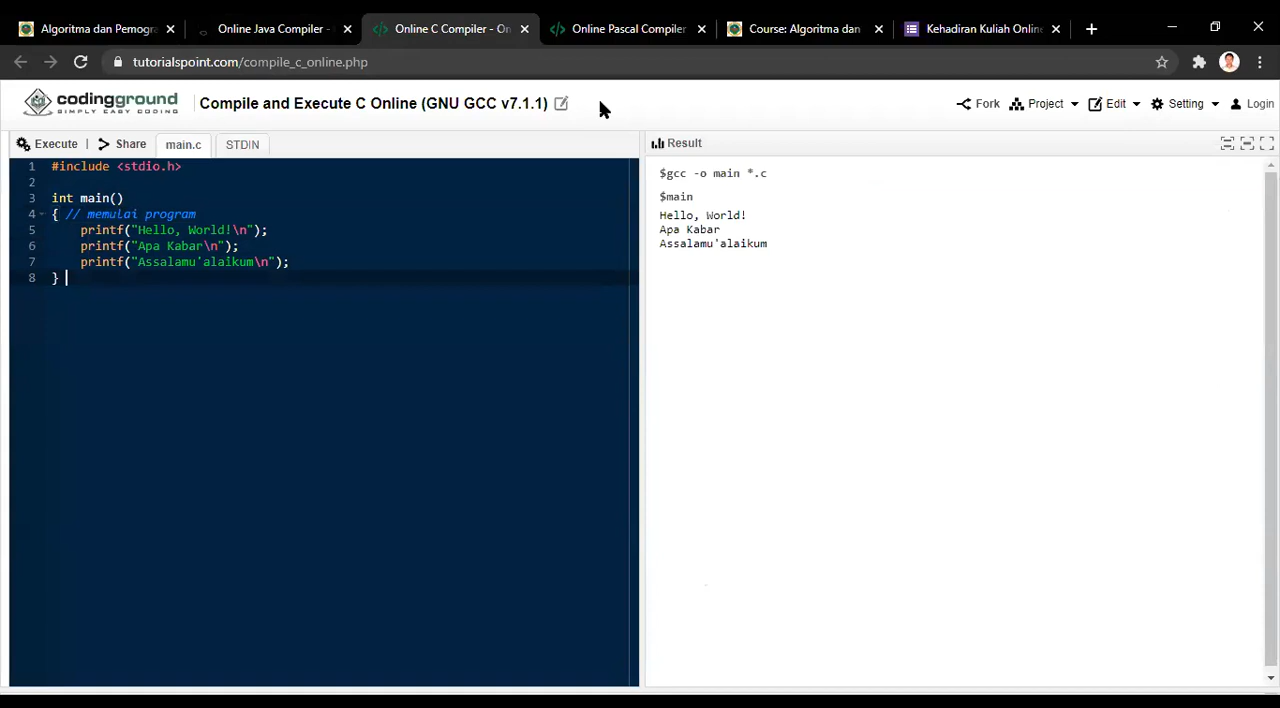 Algoritma dan Pemogra
Online Java Compiler -
Online C Compiler - On
Online Pascal Compiler
Course: Algoritma dan
Kehadiran Kuliah Online
tutorialspoint.com/compile_c_online.php
codingground
SIMPLY EASY CODING
Compile and Execute C Online (GNU GCC v7.1.1)
Fork
Project
Edit
Setting
Login
Execute | Share
main.c
STDIN
Result
1 #include <stdio.h>
2
3 int main()
4 { // memulai program
5 printf("Hello, World!\n");
6 printf("Apa Kabar\n");
7 printf("Assalamu'alaikum\n");
8 }
$gcc -o main *.c
$main
Hello, World!
Apa Kabar
Assalamu'alaikum